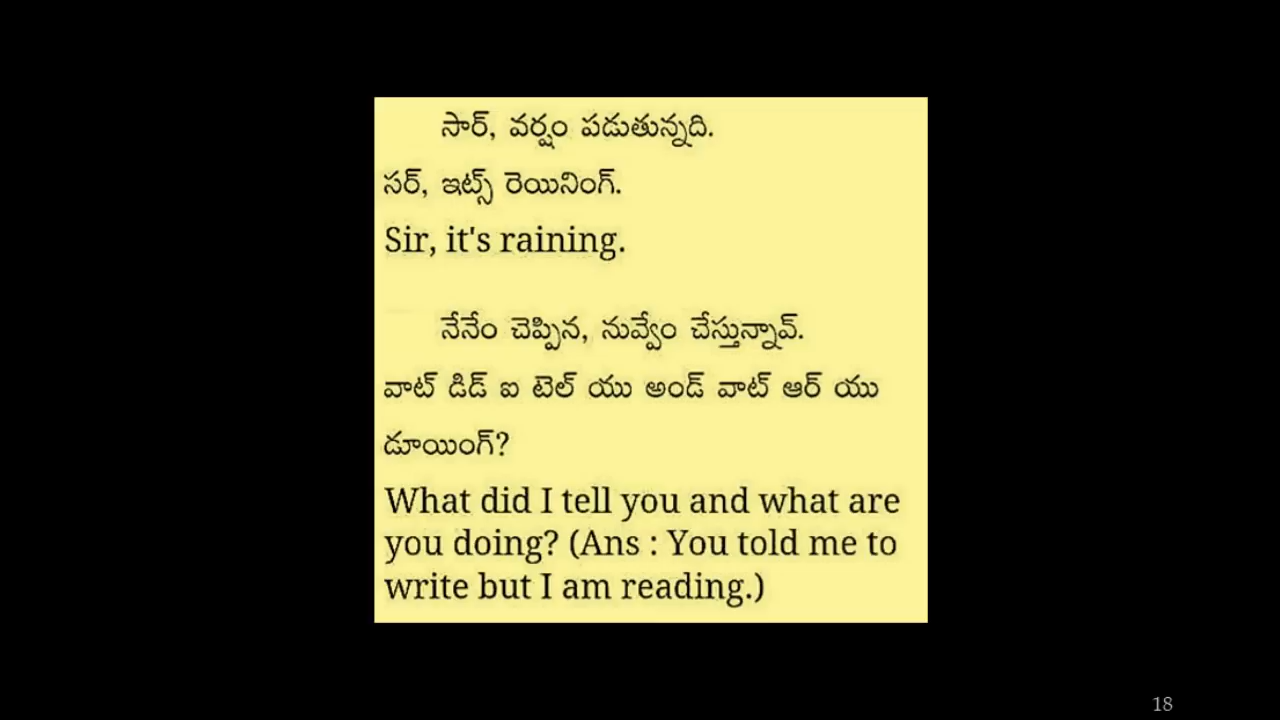 సార్, వర్షం పడుతున్నది.
సర్, ఇట్స్ రెయినింగ్.
Sir, it's raining.
నేనేం చెప్పిన, నువ్వేం చేస్తున్నావ్.
వాట్ డిడ్ ఐ టెల్ యు అండ్ వాట్ ఆర్ యు
డూయింగ్?
What did I tell you and what are
you doing? (Ans : You told me to
write but I am reading.)
18